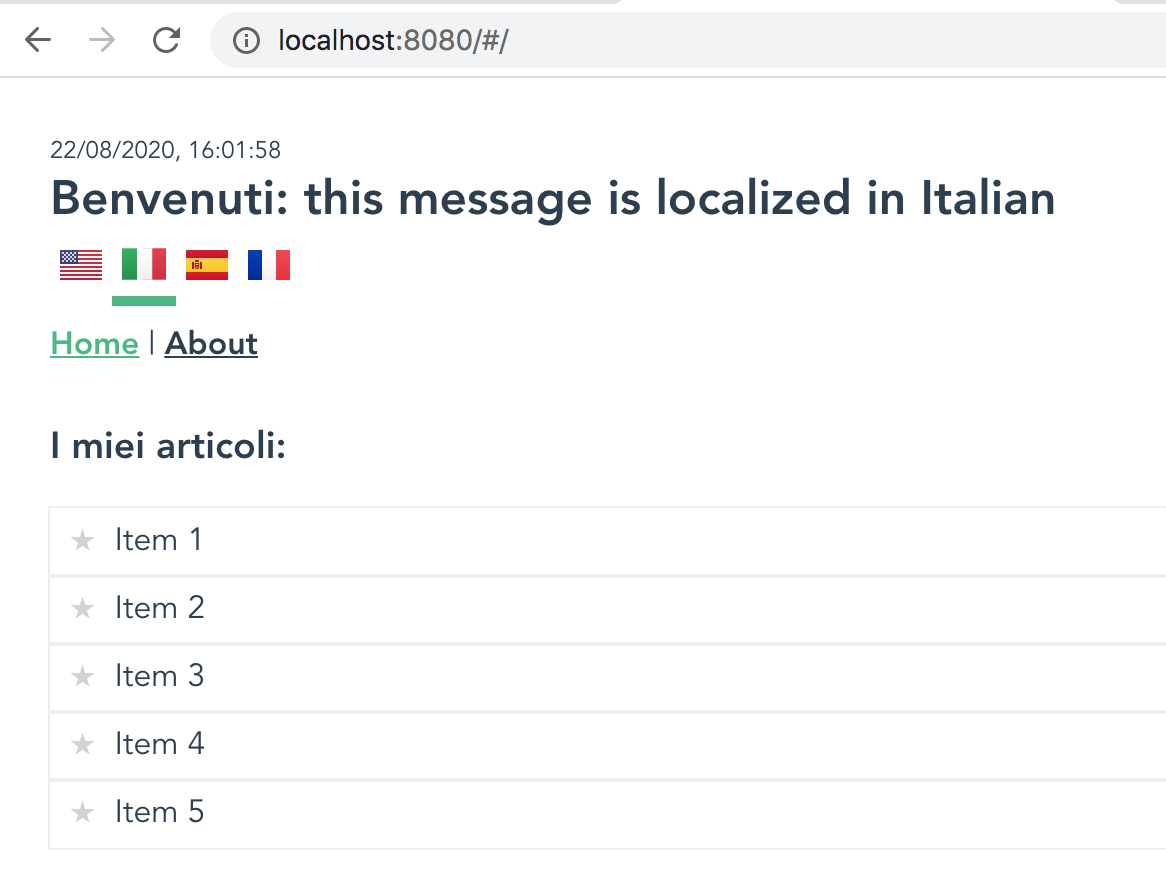 localhost:8080/#/
22/08/2020, 16:01:58
Benvenuti: this message is localized in Italian
Home | About
I miei articoli:
★ Item 1
★ Item 2
★ Item 3
★ Item 4
★ Item 5